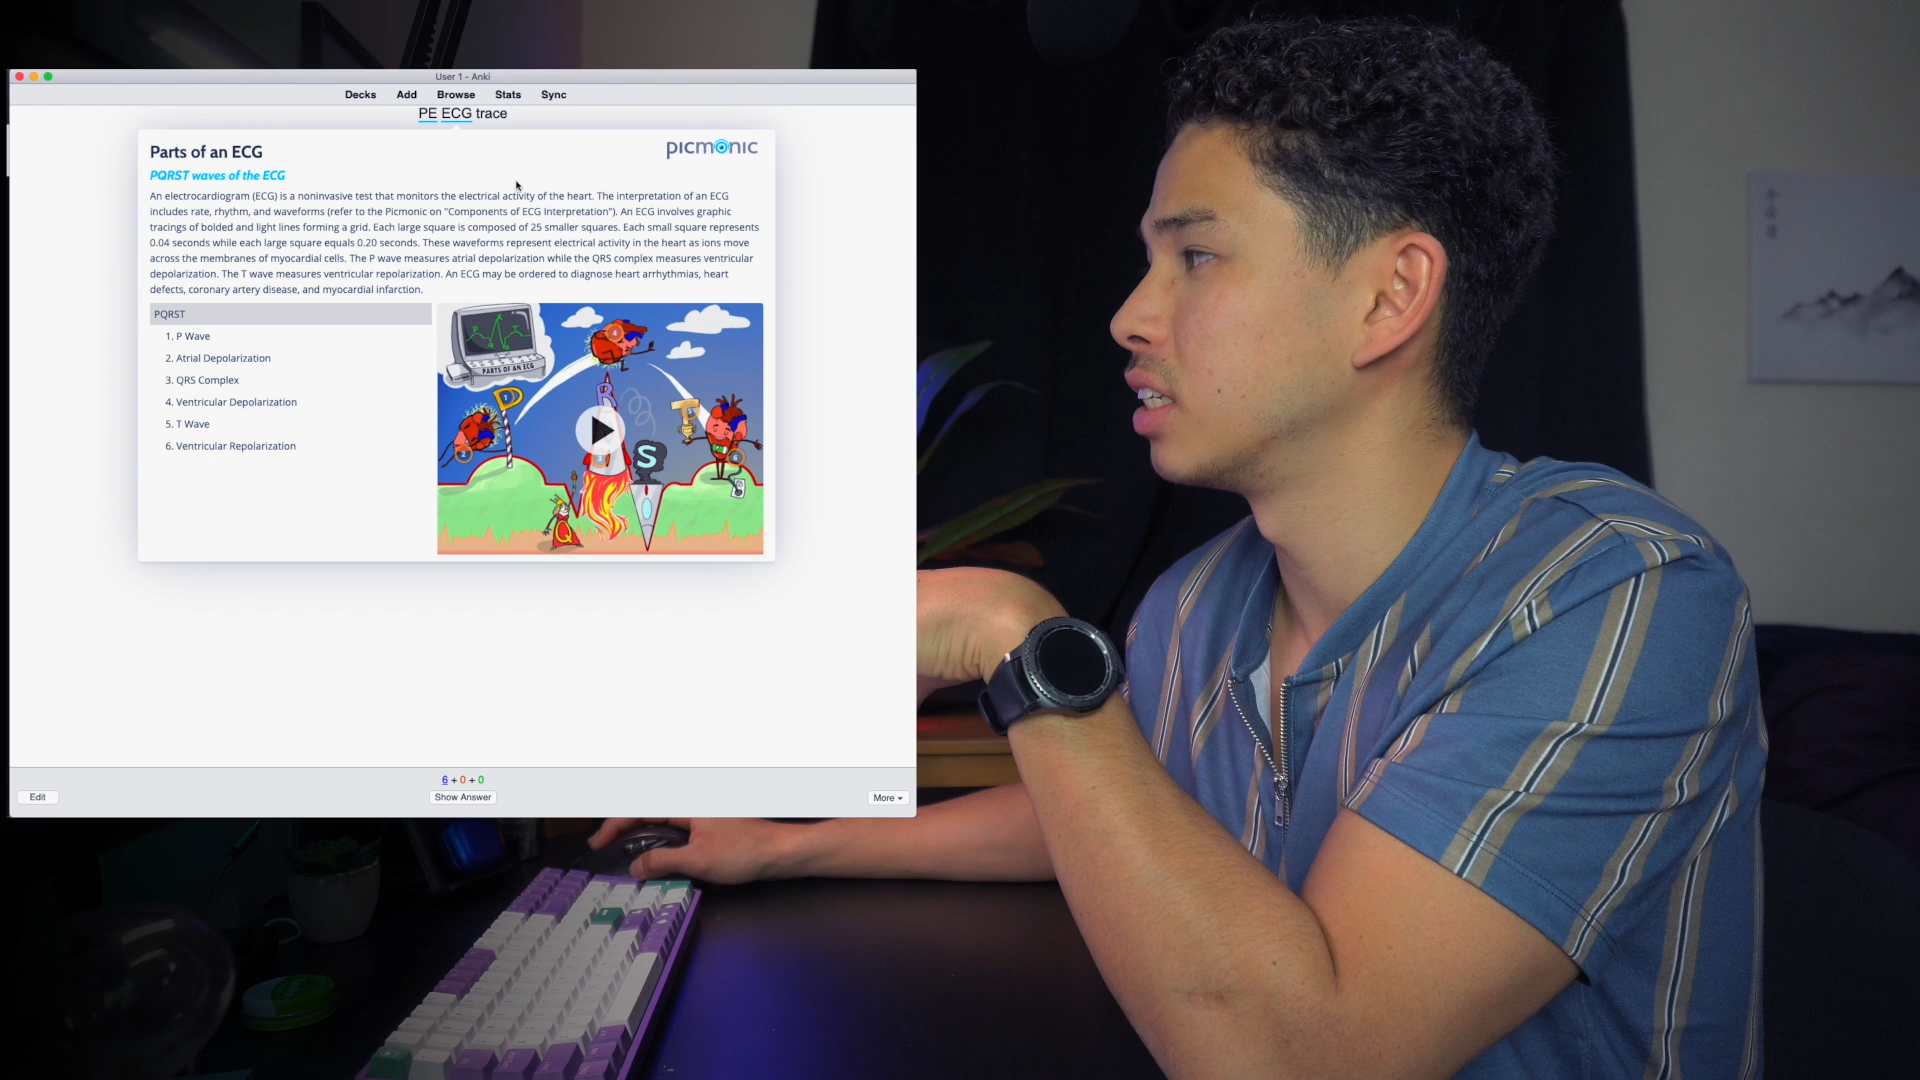 User 1 - Anki
Decks Add Browse Stats Sync
PE ECG trace
Parts of an ECG
picmonic
PQRST waves of the ECG
An electrocardiogram (ECG) is a noninvasive test that monitors the electrical activity of the heart. The interpretation of an ECG
includes rate, rhythm, and waveforms (refer to the Picmonic on "Components of ECG Interpretation"). An ECG involves graphic
tracings of bolded and light lines forming a grid. Each large square is composed of 25 smaller squares. Each small square represents
0.04 seconds while each large square equals 0.20 seconds. These waveforms represent electrical activity in the heart as ions move
across the membranes of myocardial cells. The P wave measures atrial depolarization while the QRS complex measures ventricular
depolarization. The T wave measures ventricular repolarization. An ECG may be ordered to diagnose heart arrhythmias, heart
defects, coronary artery disease, and myocardial infarction.
PQRST
1. P Wave
2. Atrial Depolarization
3. QRS Complex
4. Ventricular Depolarization
5. T Wave
6. Ventricular Repolarization
PARTS OF AN ECG
4
P 1
R
T 5
2
3
S
6
Q
6 + 0 + 0
Edit
Show Answer
More